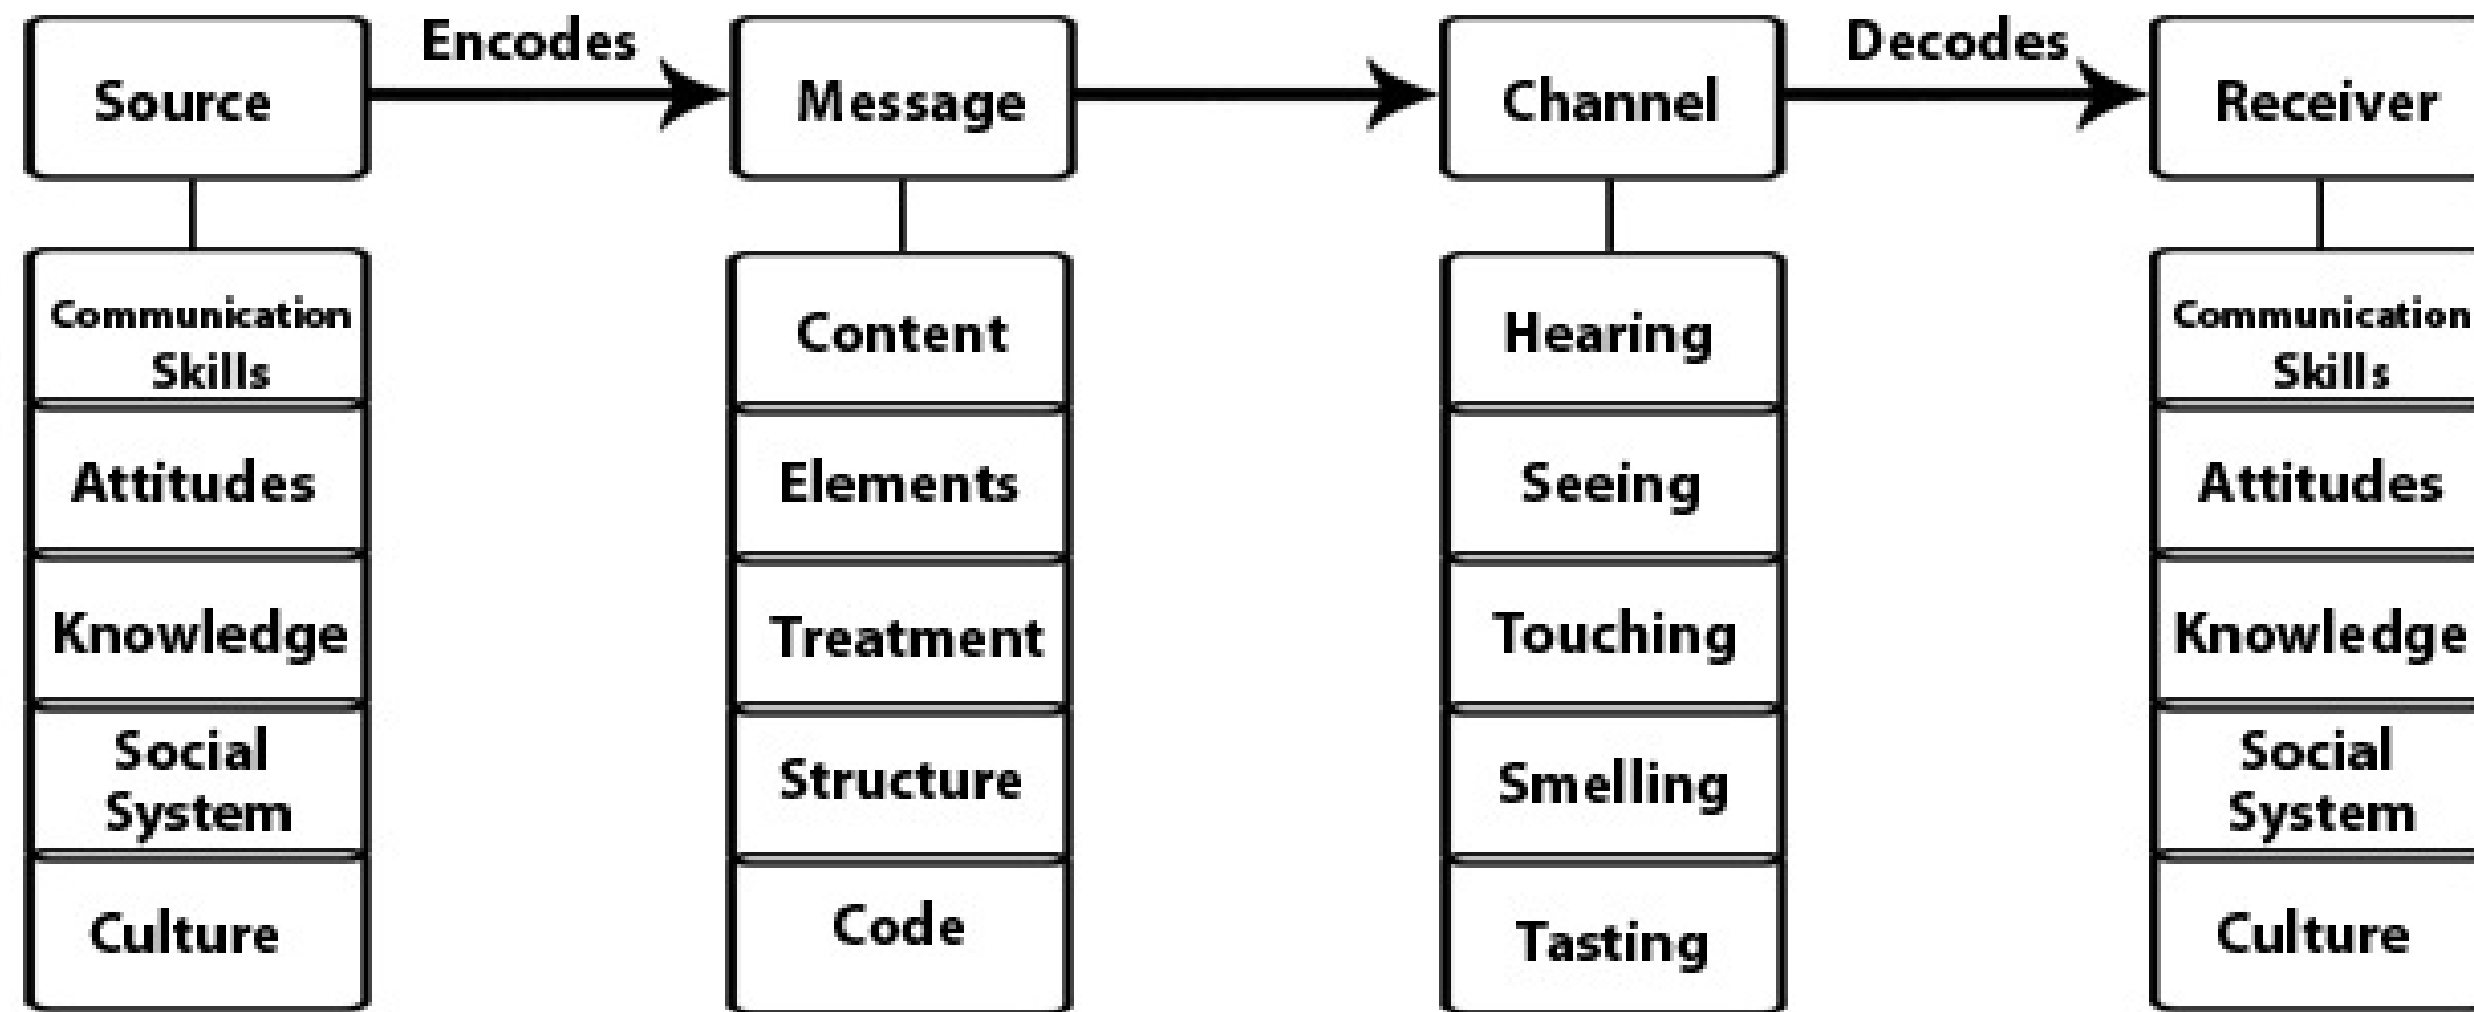 Encodes
Decodes
Source
Message
Channel
Receiver
Communication
Skills
Attitudes
Knowledge
Social
System
Culture
Content
Elements
Treatment
Structure
Code
Hearing
Seeing
Touching
Smelling
Tasting
Communication
Skills
Attitudes
Knowledge
Social
System
Culture